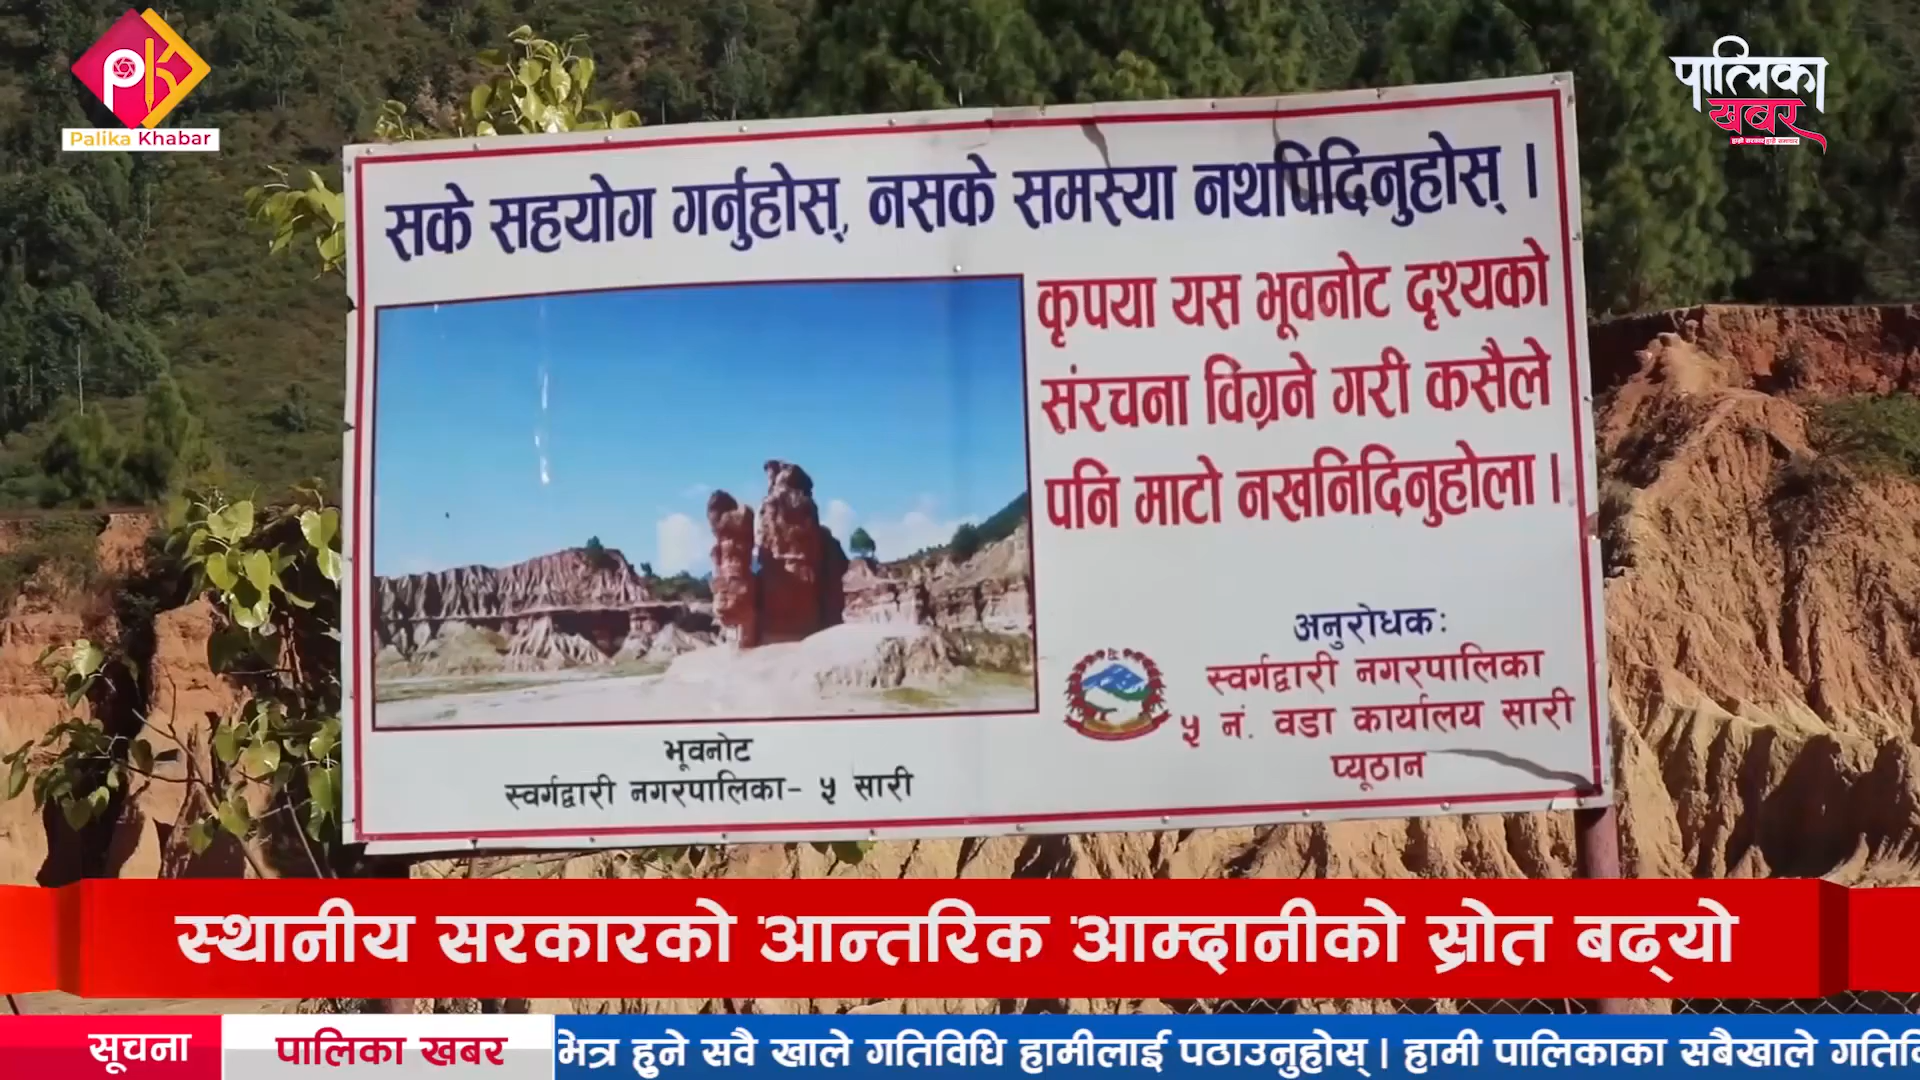 PK
Palika Khabar
पालिका
खबर
सके सहयोग गर्नुहोस्, नसके समस्या नथपिदिनुहोस् ।
कृपया यस भूवनोट दृश्यको
संरचना विग्रने गरी कसैले
पनि माटो नखनिदिनुहोला ।
अनुरोधकः
स्वर्गद्वारी नगरपालिका
५ नं. वडा कार्यालय सारी
प्यूठान
भूवनोट
स्वर्गद्वारी नगरपालिका- ५ सारी
स्थानीय सरकारको आन्तरिक आम्दानीको स्रोत बढ्यो
सूचना
पालिका खबर
भित्र हुने सवै खाले गतिविधि हामीलाई पठाउनुहोस् । हामी पालिकाका सबैखाले